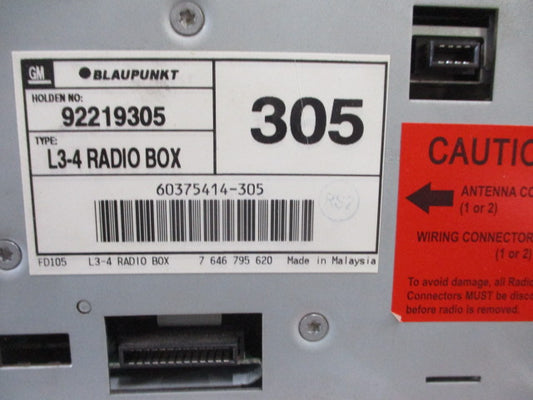 GM
BLAUPUNKT
HOLDEN NO:
92219305
TYPE:
L3-4 RADIO BOX
305
60375414-305
RS2
FD105 L3-4 RADIO BOX 7 646 795 620 Made in Malaysia
CAUTIO
ANTENNA CO
(1 or 2)
WIRING CONNECTOR
(1 or 2)
To avoid damage, all Radio
Connectors MUST be disco
before radio is removed.